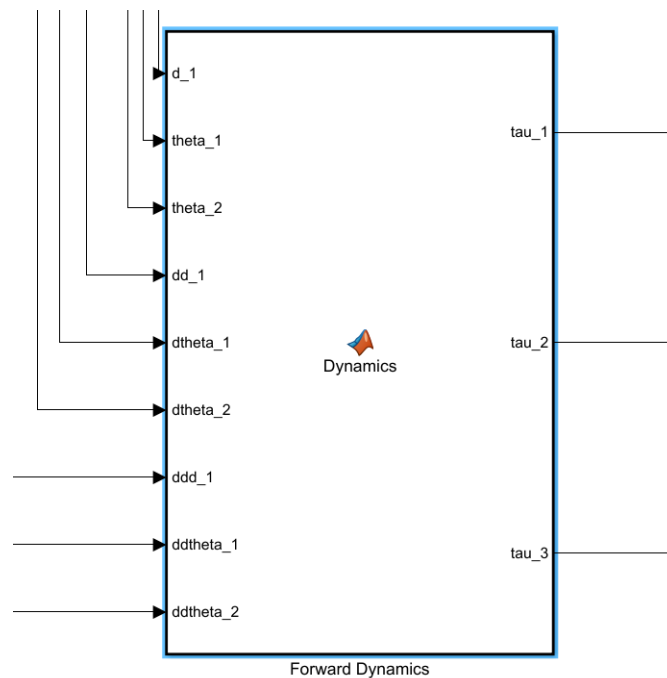 d_1
theta_1
theta_2
dd_1
dtheta_1
dtheta_2
ddd_1
ddtheta_1
ddtheta_2
Dynamics
tau_1
tau_2
tau_3
Forward Dynamics